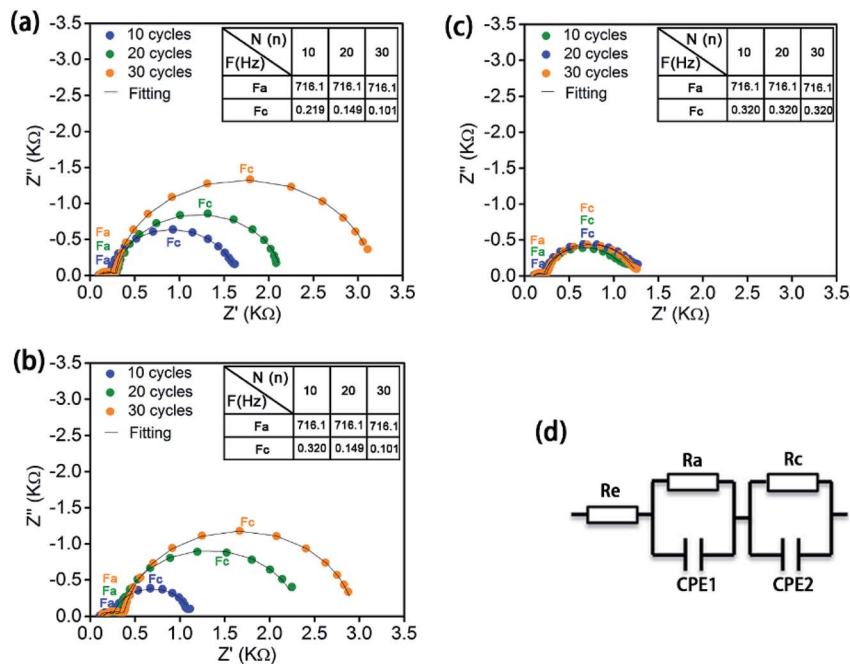 (a)
-3.5
-3.0
-2.5
-2.0
-1.5
-1.0
-0.5
0.0
Z'' (KΩ)
10 cycles
20 cycles
30 cycles
Fitting
N (n) 10 20 30
F(Hz)
Fa 716.1 716.1 716.1
Fc 0.219 0.149 0.101
Fc
Fc
Fc
Fa
Fa
Fa
0.0 0.5 1.0 1.5 2.0 2.5 3.0 3.5
Z' (KΩ)
(c)
-3.5
-3.0
-2.5
-2.0
-1.5
-1.0
-0.5
0.0
Z'' (KΩ)
10 cycles
20 cycles
30 cycles
Fitting
N (n) 10 20 30
F(Hz)
Fa 716.1 716.1 716.1
Fc 0.320 0.320 0.320
Fc
Fc
Fc
Fa
Fa
Fa
0.0 0.5 1.0 1.5 2.0 2.5 3.0 3.5
Z' (KΩ)
(b)
-3.5
-3.0
-2.5
-2.0
-1.5
-1.0
-0.5
0.0
Z'' (KΩ)
10 cycles
20 cycles
30 cycles
Fitting
N (n) 10 20 30
F(Hz)
Fa 716.1 716.1 716.1
Fc 0.320 0.149 0.101
Fc
Fc
Fc
Fa
Fa
Fa
0.0 0.5 1.0 1.5 2.0 2.5 3.0 3.5
Z' (KΩ)
(d)
Re
Ra
Rc
CPE1
CPE2